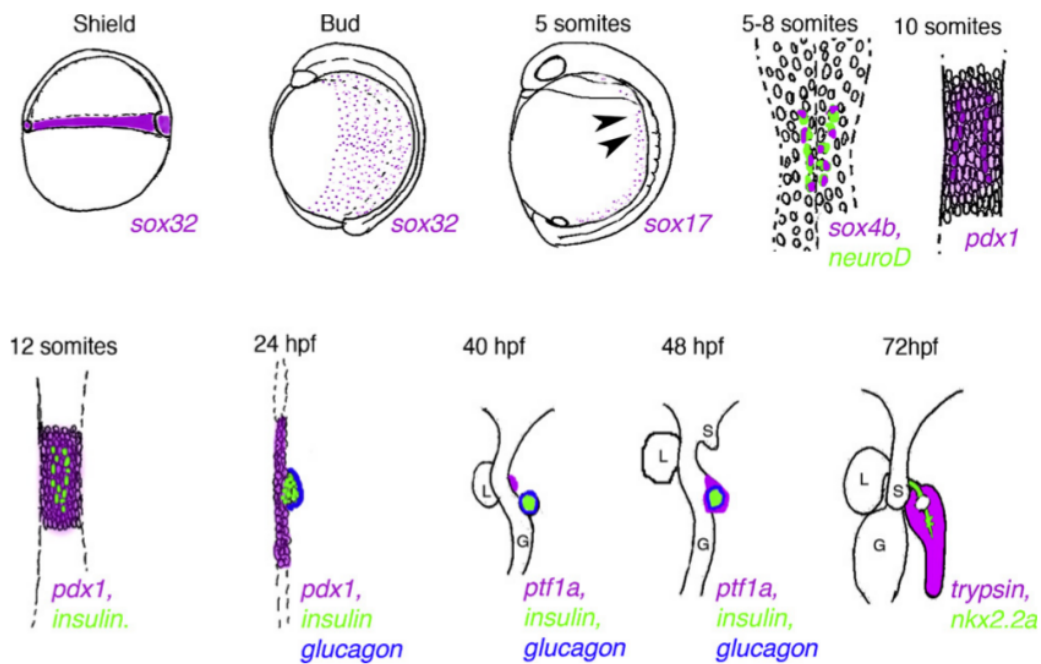 Shield
Bud
5 somites
5-8 somites
10 somites
sox32
sox32
sox17
sox4b,
neuroD
pdx1
12 somites
24 hpf
40 hpf
48 hpf
72hpf
S
L
L
L
S
G
G
G
pdx1,
insulin.
pdx1,
insulin
glucagon
ptf1a,
insulin,
glucagon
ptf1a,
insulin,
glucagon
trypsin,
nkx2.2a